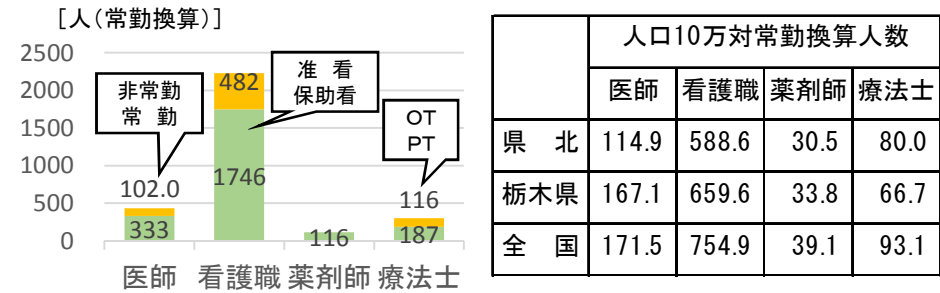 ［人（常勤換算）］
2500
2000
1500
1000
500
0
非常勤
常　勤
准　看
保助看
OT
PT
102.0
333
482
1746
116
116
187
医師　看護職　薬剤師　療法士
人口10万対常勤換算人数
医師　看護職　薬剤師　療法士
県　北　114.9　588.6　30.5　80.0
栃木県　167.1　659.6　33.8　66.7
全　国　171.5　754.9　39.1　93.1